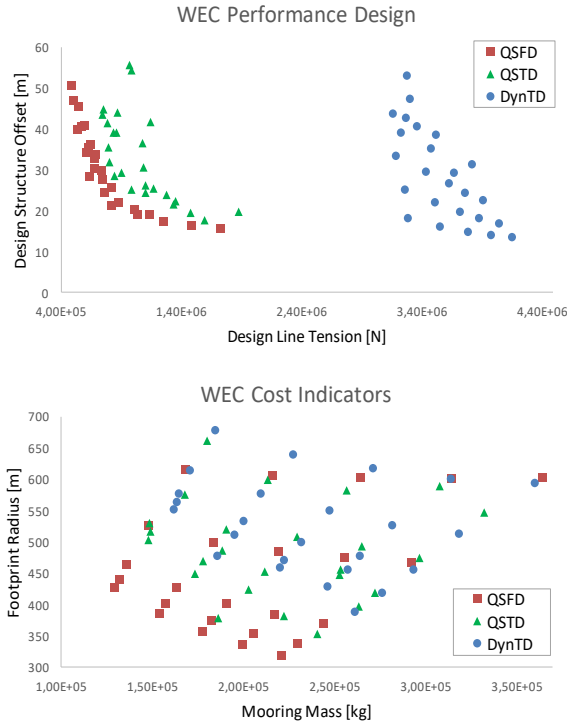 WEC Performance Design
Design Structure Offset [m]
60
50
40
30
20
10
0
QSFD
QSTD
DynTD
4,00E+05 1,40E+06 2,40E+06 3,40E+06 4,40E+06
Design Line Tension [N]
WEC Cost Indicators
Footprint Radius [m]
700
650
600
550
500
450
400
350
300
QSFD
QSTD
DynTD
1,00E+05 1,50E+05 2,00E+05 2,50E+05 3,00E+05 3,50E+05
Mooring Mass [kg]